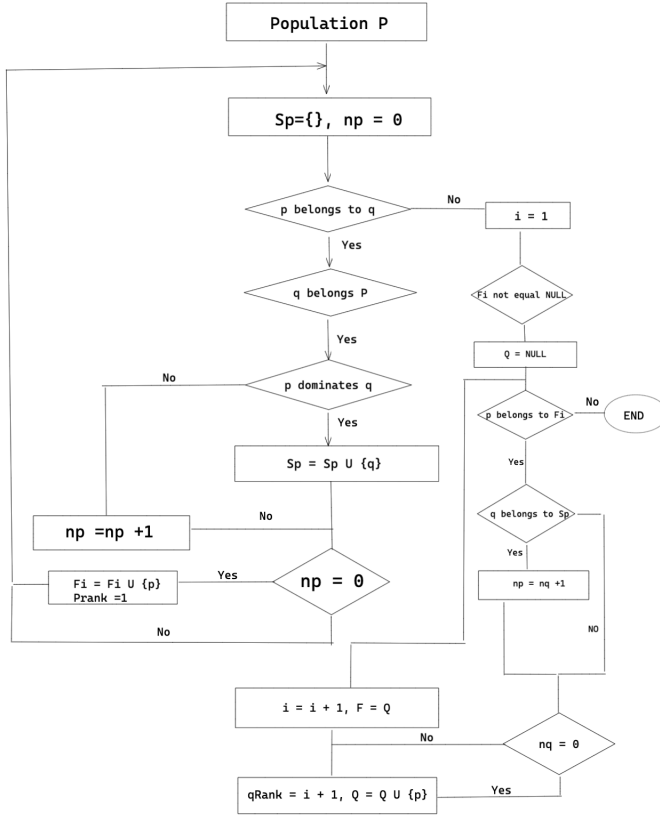 Population P
Sp={}, np = 0
p belongs to q
No
i = 1
Yes
q belongs P
Fi not equal NULL
Yes
Q = NULL
p dominates q
No
No
END
p belongs to Fi
Yes
Sp = Sp U {q}
Yes
q belongs to Sp
No
np =np +1
Yes
np = 0
Yes
Fi = Fi U {p}
Prank =1
np = nq +1
No
NO
i = i + 1, F = Q
No
nq = 0
qRank = i + 1, Q = Q U {p}
Yes